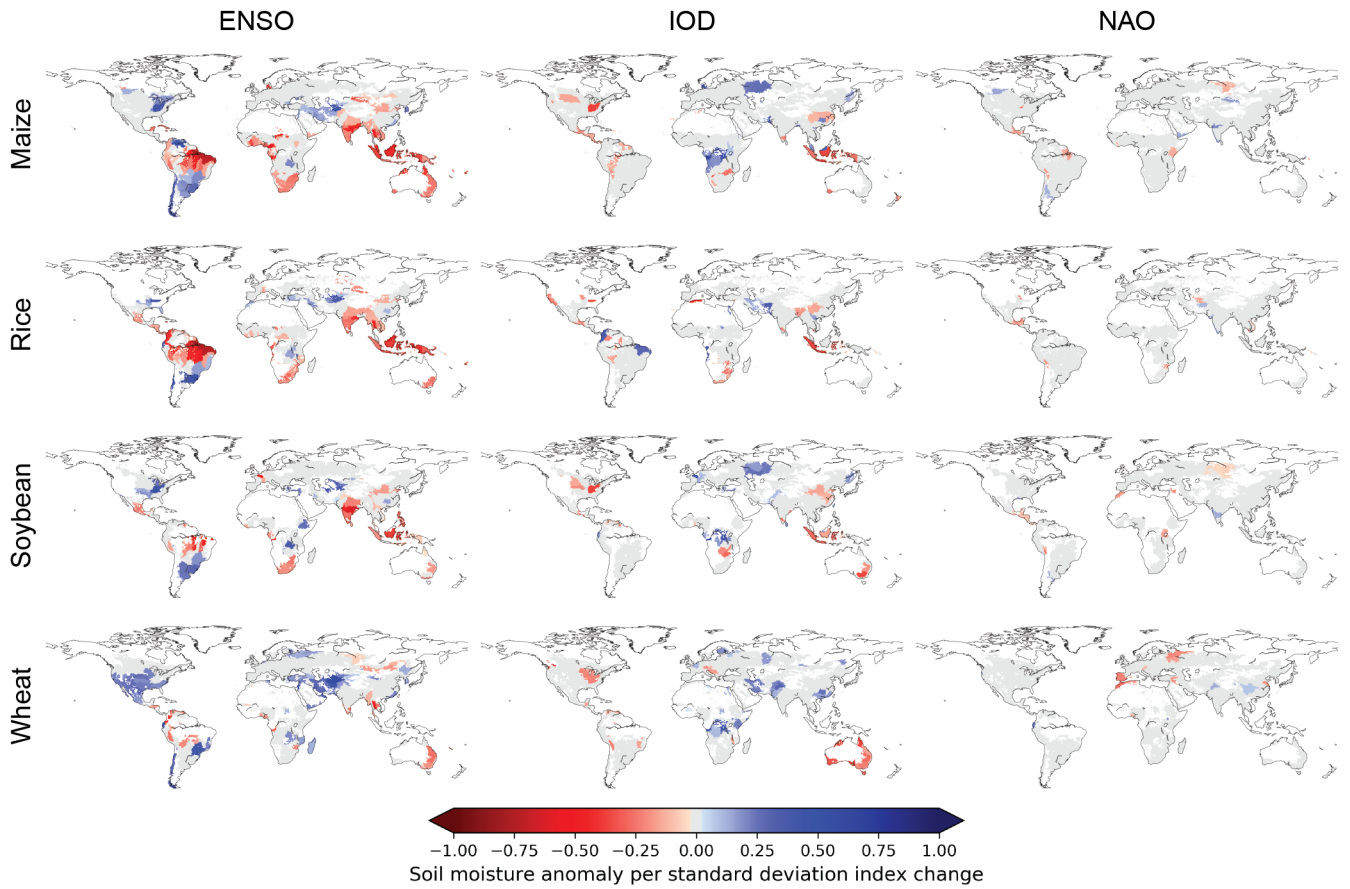 ENSO IOD NAO
Maize
Rice
Soybean
Wheat
−1.00 −0.75 −0.50 −0.25 0.00 0.25 0.50 0.75 1.00
Soil moisture anomaly per standard deviation index change